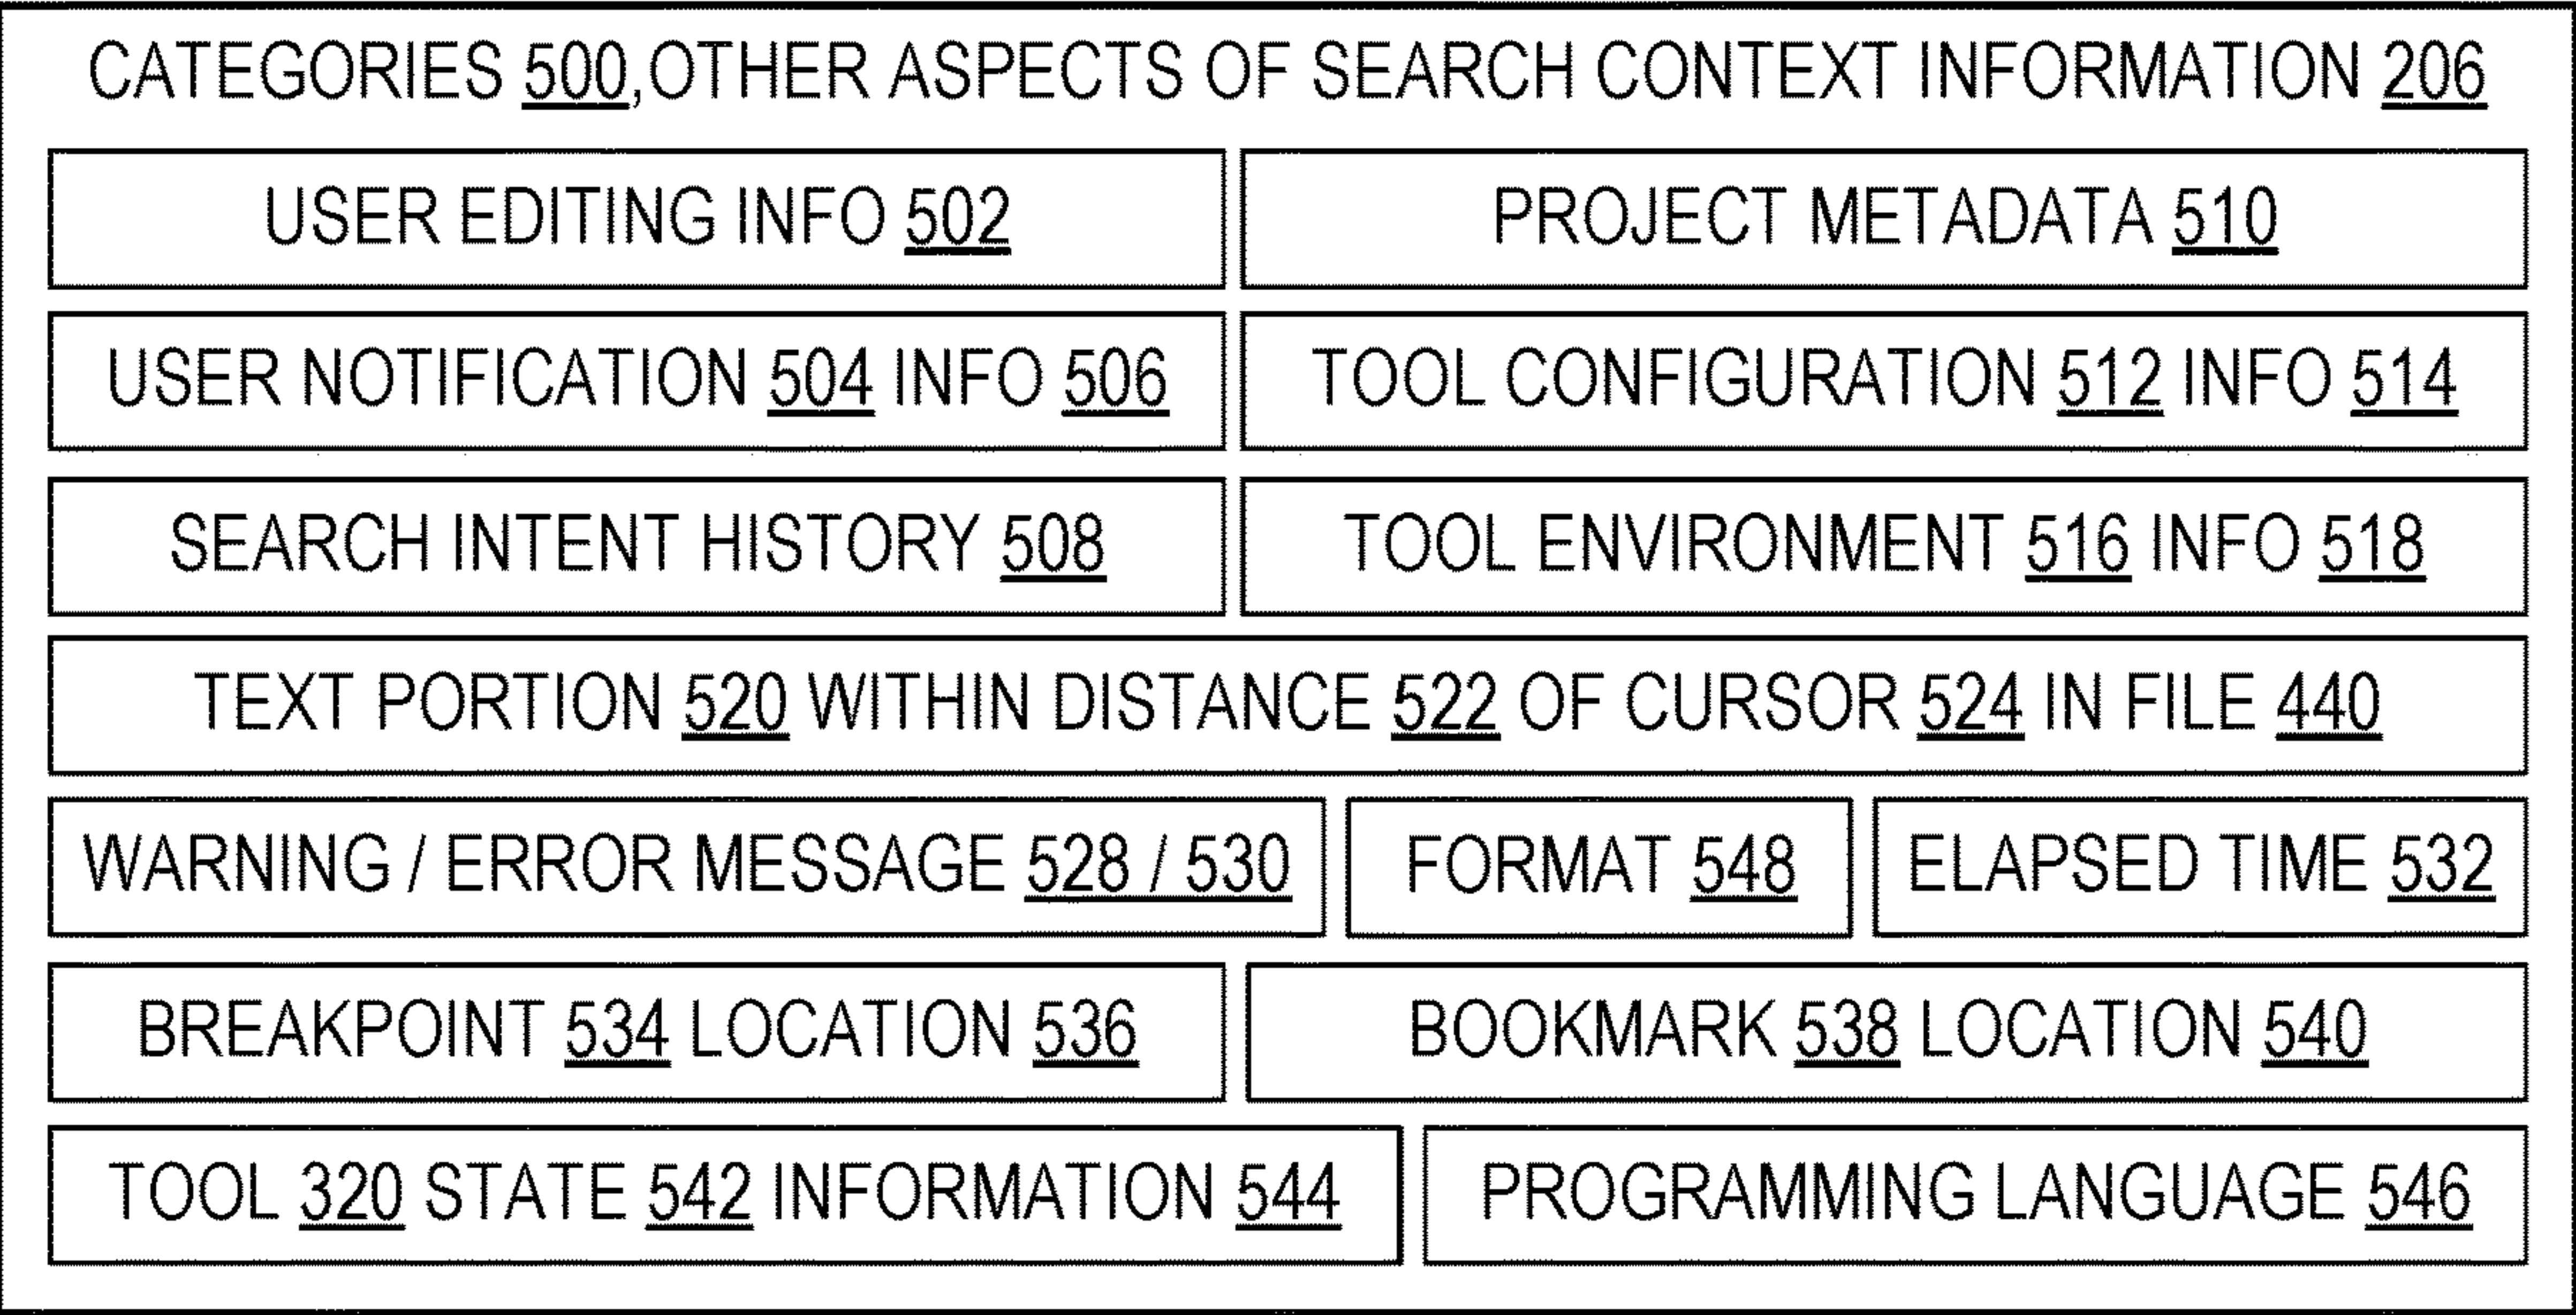 CATEGORIES 500, OTHER ASPECTS OF SEARCH CONTEXT INFORMATION 206
USER EDITING INFO 502
PROJECT METADATA 510
USER NOTIFICATION 504 INFO 506
TOOL CONFIGURATION 512 INFO 514
SEARCH INTENT HISTORY 508
TOOL ENVIRONMENT 516 INFO 518
TEXT PORTION 520 WITHIN DISTANCE 522 OF CURSOR 524 IN FILE 440
WARNING / ERROR MESSAGE 528 / 530
FORMAT 548
ELAPSED TIME 532
BREAKPOINT 534 LOCATION 536
BOOKMARK 538 LOCATION 540
TOOL 320 STATE 542 INFORMATION 544
PROGRAMMING LANGUAGE 546